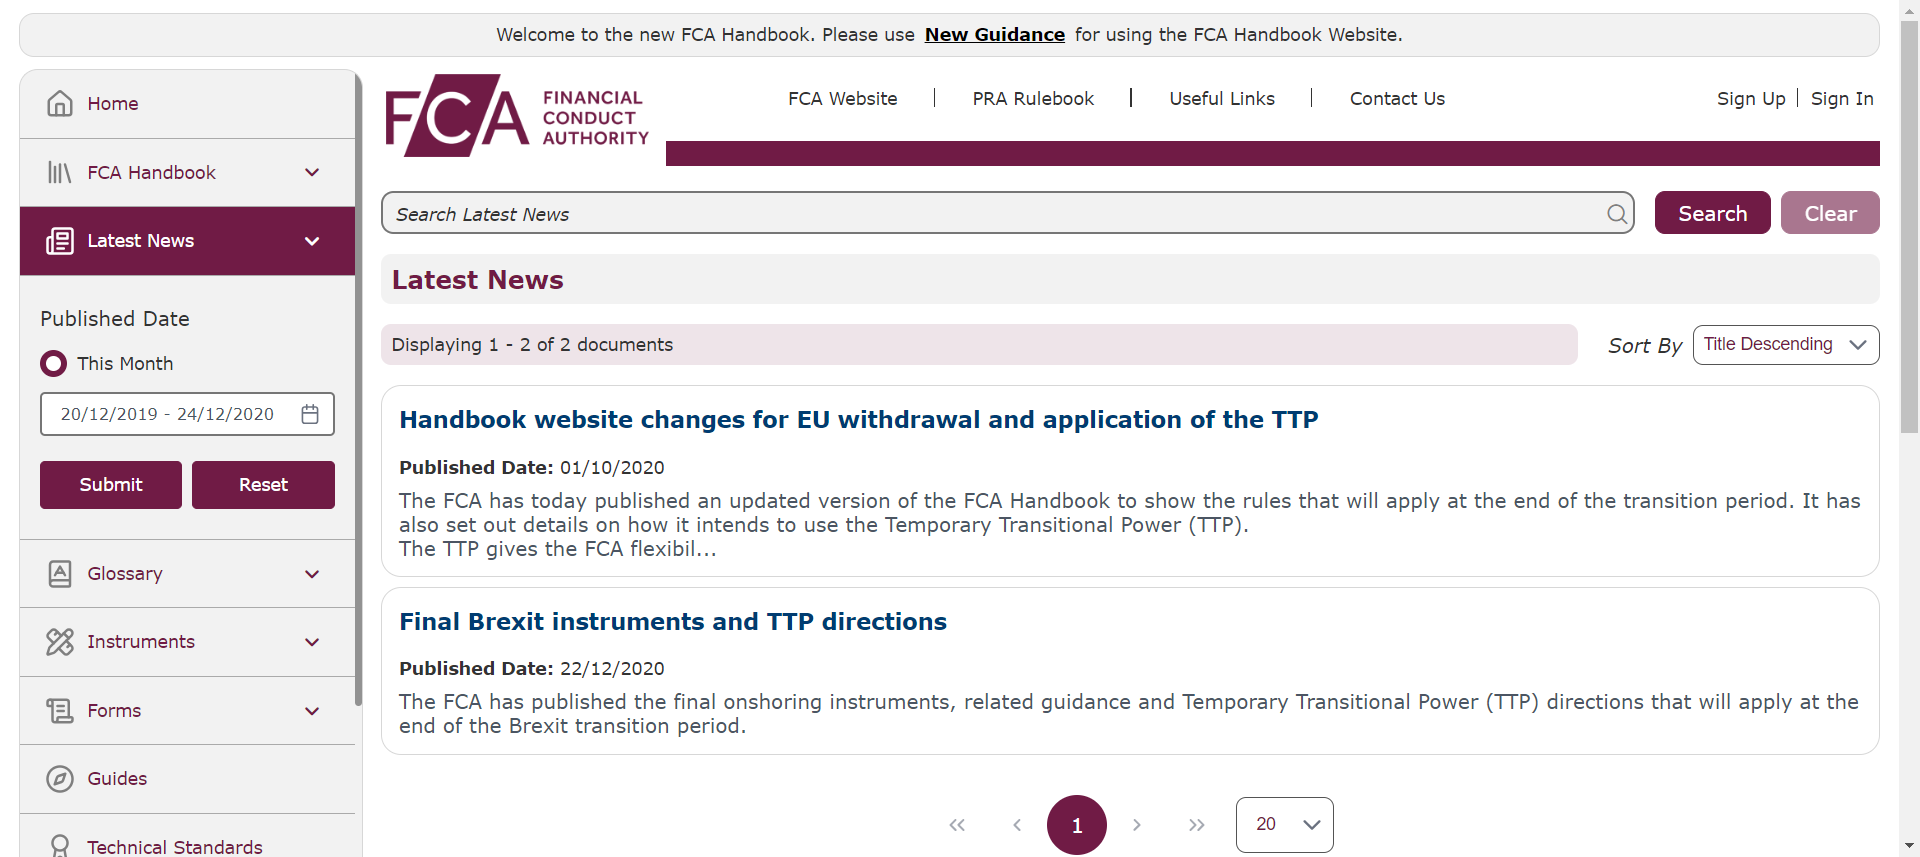 Welcome to the new FCA Handbook. Please use New Guidance for using the FCA Handbook Website.
Home
FCA Handbook
Latest News
Published Date
This Month
20/12/2019 - 24/12/2020
Submit Reset
Glossary
Instruments
Forms
Guides
Technical Standards
FCA FINANCIAL
CONDUCT
AUTHORITY
FCA Website | PRA Rulebook | Useful Links | Contact Us
Sign Up | Sign In
Search Latest News
Search Clear
Latest News
Displaying 1 - 2 of 2 documents
Sort By Title Descending
Handbook website changes for EU withdrawal and application of the TTP
Published Date: 01/10/2020
The FCA has today published an updated version of the FCA Handbook to show the rules that will apply at the end of the transition period. It has
also set out details on how it intends to use the Temporary Transitional Power (TTP).
The TTP gives the FCA flexibil...
Final Brexit instruments and TTP directions
Published Date: 22/12/2020
The FCA has published the final onshoring instruments, related guidance and Temporary Transitional Power (TTP) directions that will apply at the
end of the Brexit transition period.
1 20